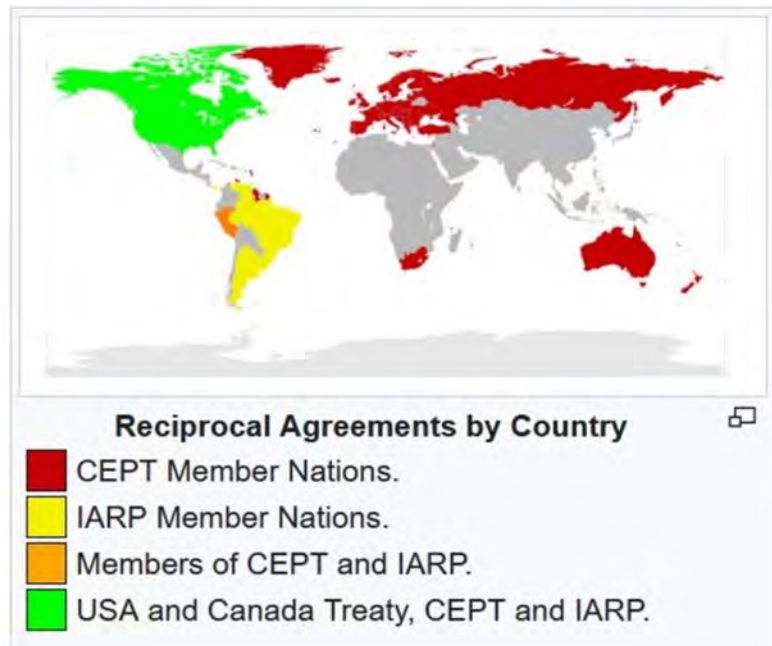 Reciprocal Agreements by Country
CEPT Member Nations.
IARP Member Nations.
Members of CEPT and IARP.
USA and Canada Treaty, CEPT and IARP.